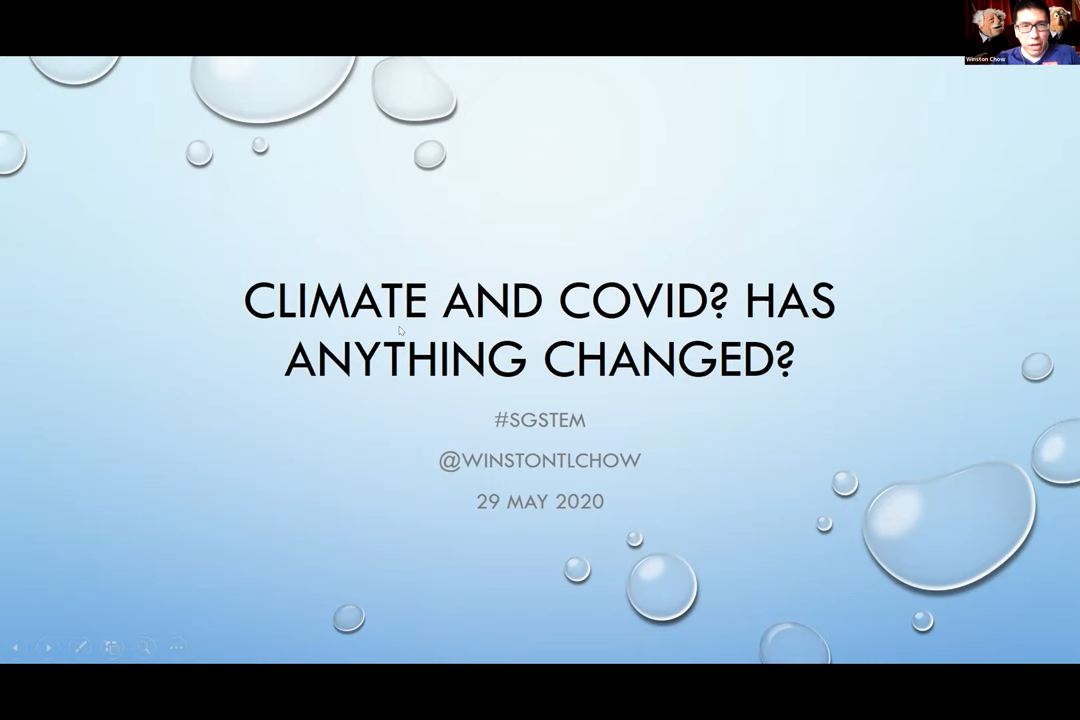 Winston Chow
CLIMATE AND COVID? HAS
ANYTHING CHANGED?
#SGSTEM
@WINSTONTLCHOW
29 MAY 2020